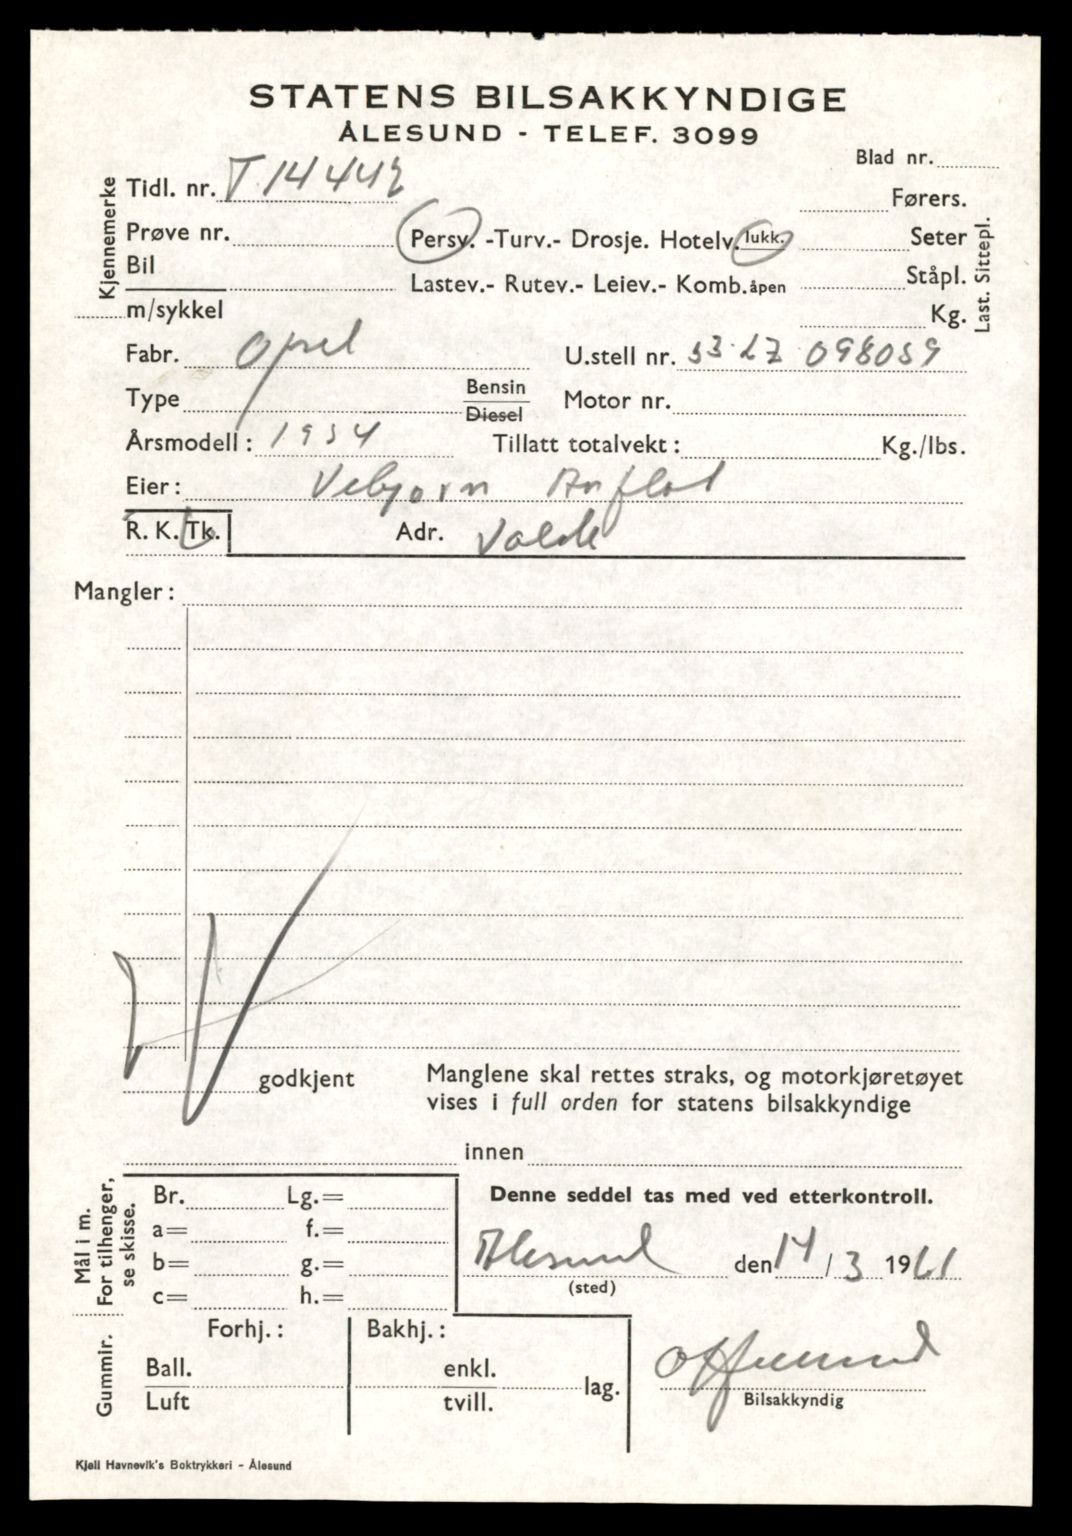 STATENS BILSAKKYNDIGE
ÅLESUND - TELEF. 3099
Blad nr.
Kjennemerke
Tidl. nr. T 14442
Førers.
Prøve nr.
Persv. -Turv.- Drosje. Hotelv. lukk.
Seter
Bil
Lastev.- Rutev.- Leiev.- Komb. åpen
Ståpl.
m/sykkel
Kg.
Last. Sittepl.
Fabr. Opel
U.stell nr. 53 LZ 098059
Type
Bensin
Diesel
Motor nr.
Årsmodell: 1954
Tillatt totalvekt: Kg./lbs.
Eier: Vebjørn
R. K. Tk.
Adr.
Mangler:
godkjent
Manglene skal rettes straks, og motorkjøretøyet
vises i full orden for statens bilsakkyndige
innen
Mål i m.
For tilhenger,
se skisse.
Br. Lg.=
a= f.=
b= g.=
c= h.=
Denne seddel tas med ved etterkontroll.
Ålesund den 14/3 1961
(sted)
Gummir.
Forhj.:
Bakhj.:
Ball.
Luft
enkl.
tvill.
lag.
Bilsakkyndig
Kjell Havnevik's Boktrykkeri - Ålesund